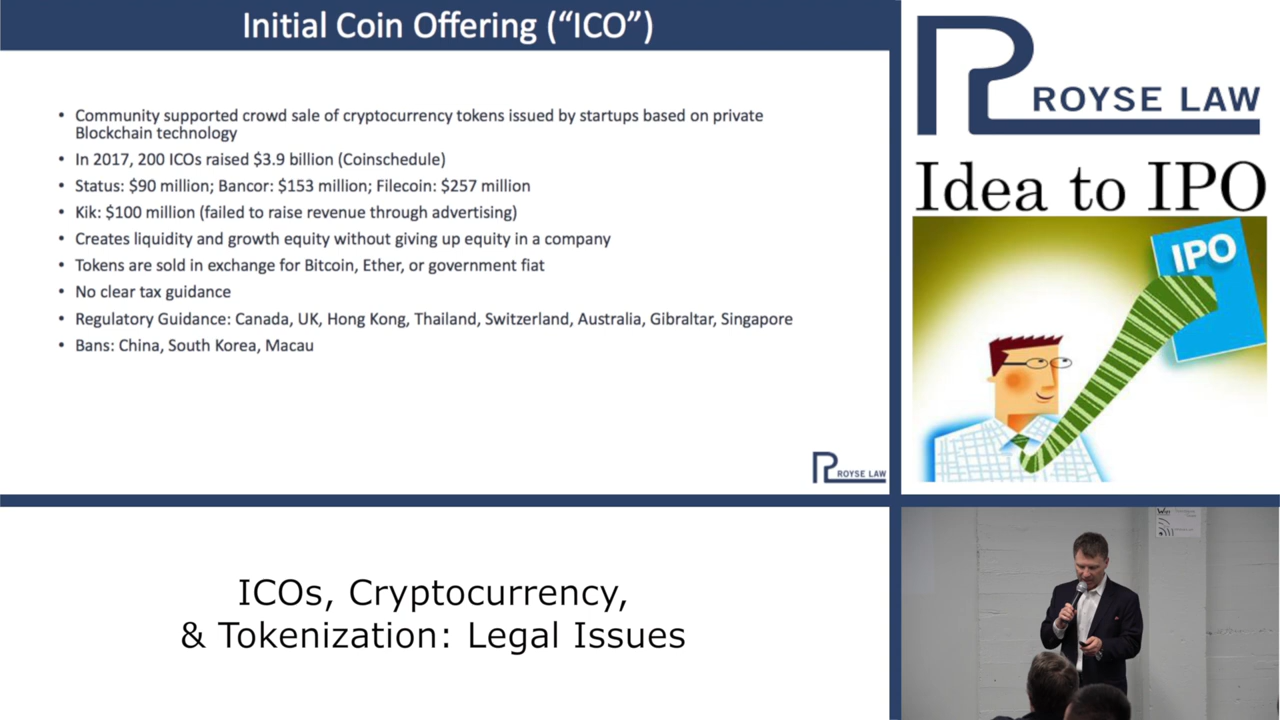 Initial Coin Offering (“ICO”)
• Community supported crowd sale of cryptocurrency tokens issued by startups based on private
Blockchain technology
• In 2017, 200 ICOs raised $3.9 billion (Coinschedule)
• Status: $90 million; Bancor: $153 million; Filecoin: $257 million
• Kik: $100 million (failed to raise revenue through advertising)
• Creates liquidity and growth equity without giving up equity in a company
• Tokens are sold in exchange for Bitcoin, Ether, or government fiat
• No clear tax guidance
• Regulatory Guidance: Canada, UK, Hong Kong, Thailand, Switzerland, Australia, Gibraltar, Singapore
• Bans: China, South Korea, Macau
ROYSE LAW
ROYSE LAW
Idea to IPO
IPO
ICOs, Cryptocurrency,
& Tokenization: Legal Issues